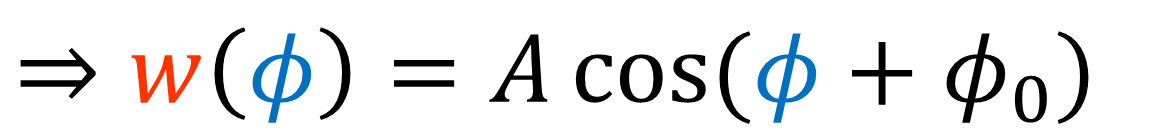 ⇒ w(ϕ) = A cos(ϕ + ϕ₀)